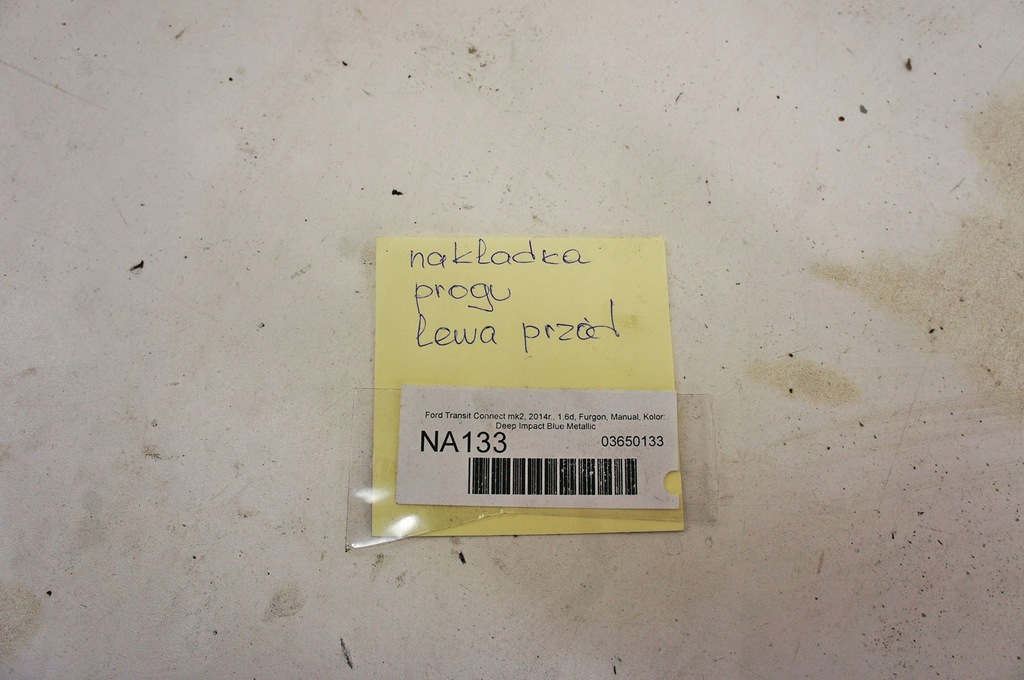 nakładka
progu
lewa przód
Ford Transit Connect mk2, 2014r., 1.6d, Furgon, Manual, Kolor:
Deep Impact Blue Metallic
NA133 03650133